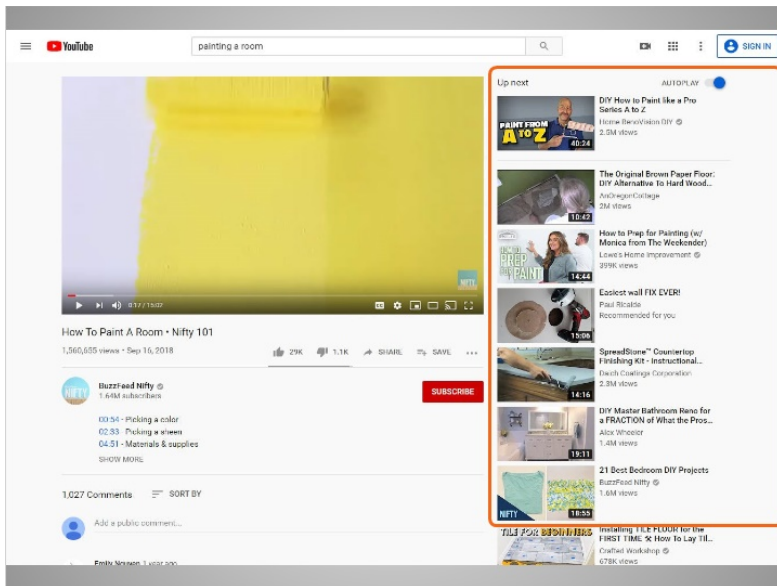 YouTube
painting a room
SIGN IN
NIFTY
0:17 / 15:02
How To Paint A Room • Nifty 101
1,560,655 views • Sep 16, 2018
29K
1.1K
SHARE
SAVE
NIFTY
BuzzFeed Nifty
1.64M subscribers
SUBSCRIBE
00:54 - Picking a color
02:33 - Picking a sheen
04:51 - Materials & supplies
SHOW MORE
1,027 Comments
SORT BY
Add a public comment...
Emily Nguyen 1 year ago
Up next
AUTOPLAY
PAINT FROM
A TO Z
40:24
DIY How to Paint like a Pro
Series A to Z
Home RenoVision DIY
2.5M views
10:42
The Original Brown Paper Floor:
DIY Alternative To Hard Wood...
AnOregonCottage
2M views
HOW TO
PREP
FOR
PAINT
14:44
How to Prep for Painting (w/
Monica from The Weekender)
Lowe's Home Improvement
399K views
15:06
Easiest wall FIX EVER!
Paul Ricalde
Recommended for you
14:16
SpreadStone™ Countertop
Finishing Kit - Instructional...
Daich Coatings Corporation
2.3M views
19:11
DIY Master Bathroom Reno for
a FRACTION of What the Pros...
Alex Wheeler
1.4M views
NIFTY
18:55
21 Best Bedroom DIY Projects
BuzzFeed Nifty
1.6M views
TILE FOR BEGINNERS
Installing TILE FLOOR for the
FIRST TIME 🛠 How To Lay Til...
Crafted Workshop
678K views